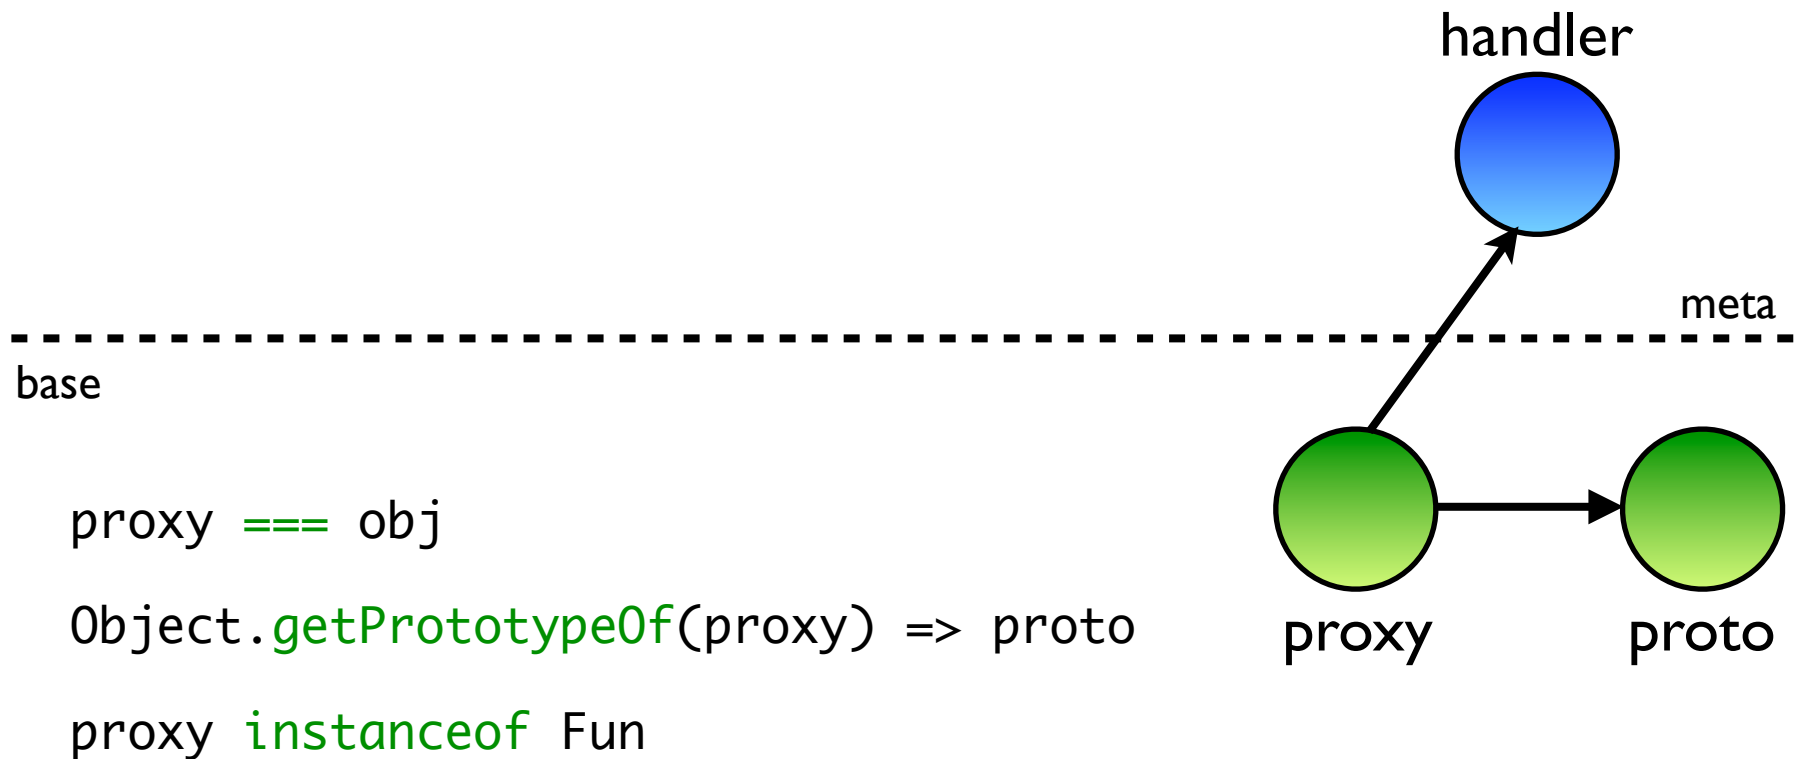 handler
meta
base
proxy === obj
Object.getPrototypeOf(proxy) => proto
proxy proto
proxy instanceof Fun